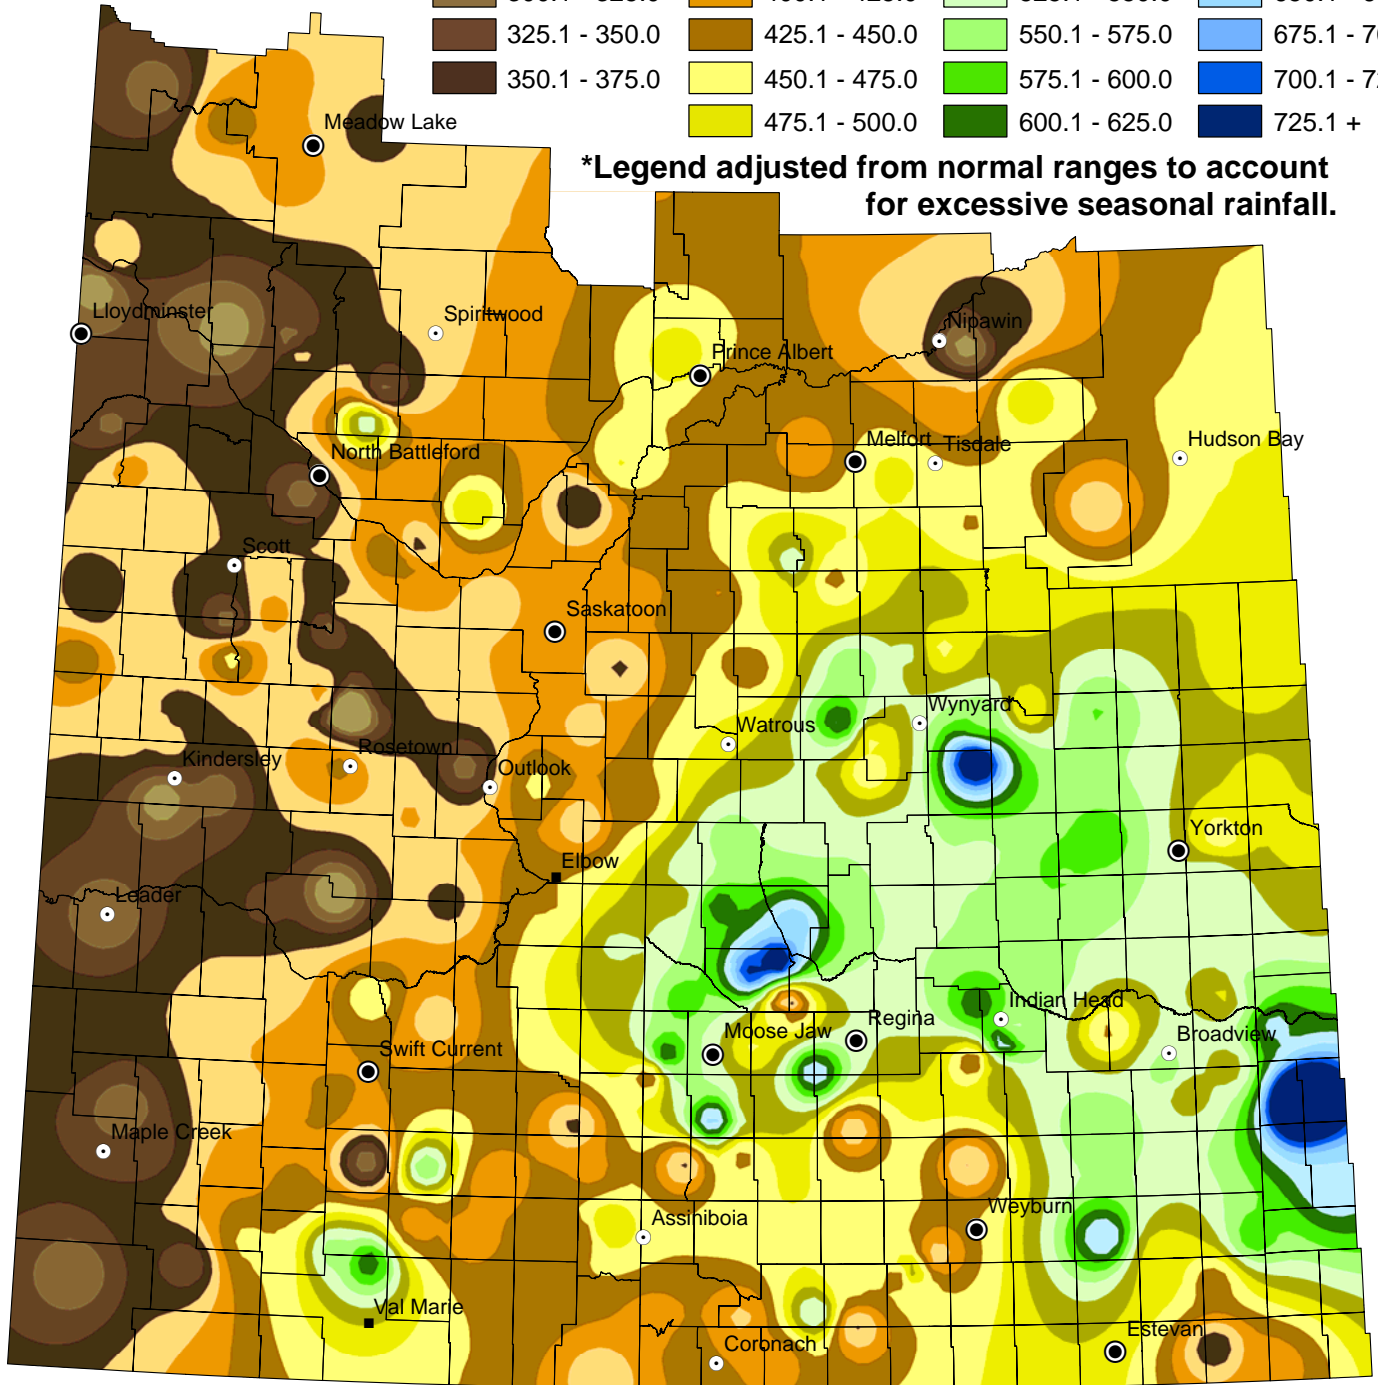 325.1 - 350.0
425.1 - 450.0
550.1 - 575.0
350.1 - 375.0
450.1 - 475.0
575.1 - 600.0
475.1 - 500.0
600.1 - 625.0
725.1 +
*Legend adjusted from normal ranges to account
for excessive seasonal rainfall.
Meadow Lake
Lloydminster
Spiritwood
Nipawin
Prince Albert
North Battleford
Melfort
Tisdale
Hudson Bay
Scott
Saskatoon
Wynyard
Watrous
Kindersley
Rosetown
Outlook
Yorkton
Elbow
Leader
Indian Head
Regina
Moose Jaw
Broadview
Swift Current
Maple Creek
Weyburn
Assiniboia
Val Marie
Estevan
Coronach